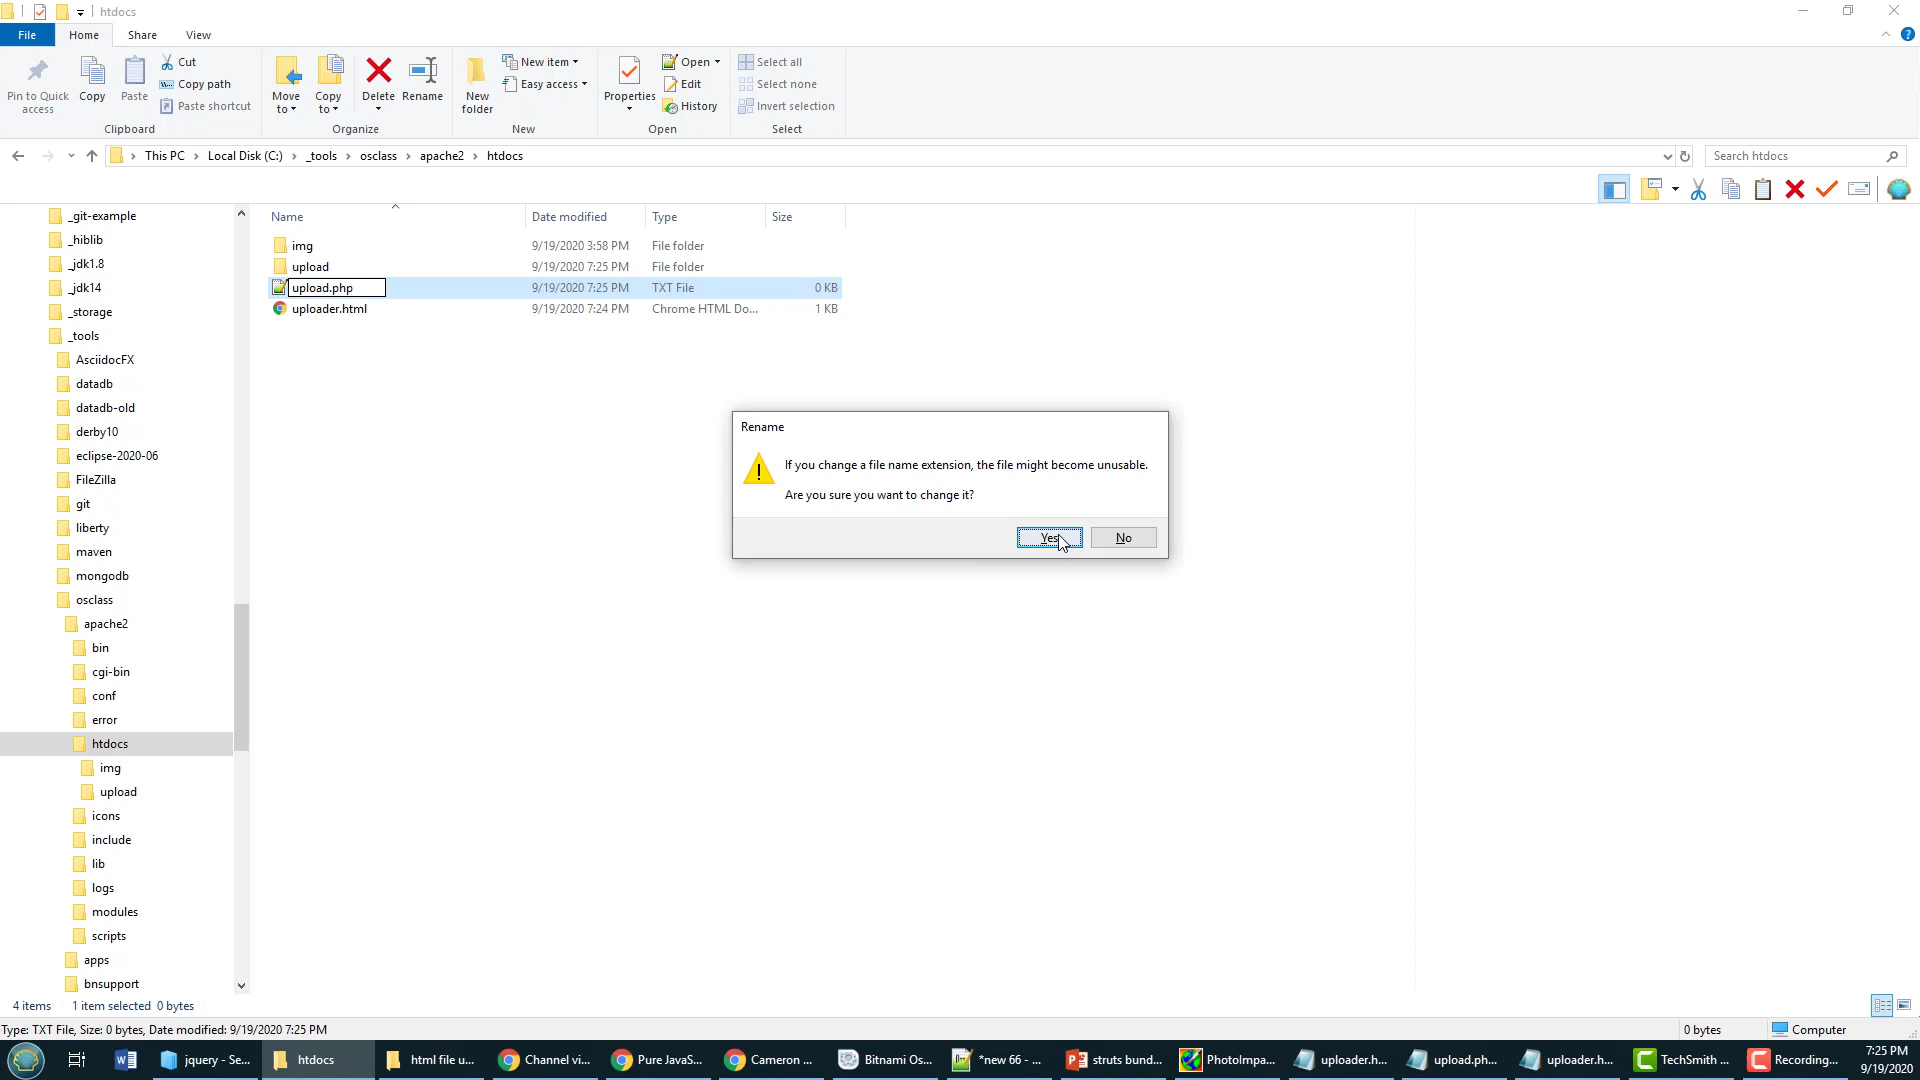 htdocs
File Home Share View
Pin to Quick access
Copy
Paste
Cut
Copy path
Paste shortcut
Clipboard
Move to
Copy to
Delete
Rename
Organize
New folder
New item
Easy access
New
Properties
Open
Edit
History
Open
Select all
Select none
Invert selection
Select
This PC > Local Disk (C:) > _tools > osclass > apache2 > htdocs
Search htdocs
Name Date modified Type Size
img 9/19/2020 3:58 PM File folder
upload 9/19/2020 7:25 PM File folder
upload.php 9/19/2020 7:25 PM TXT File 0 KB
uploader.html 9/19/2020 7:24 PM Chrome HTML Do... 1 KB
_git-example
_hiblib
_jdk1.8
_jdk14
_storage
_tools
AsciidocFX
datadb
datadb-old
derby10
eclipse-2020-06
FileZilla
git
liberty
maven
mongodb
osclass
apache2
bin
cgi-bin
conf
error
htdocs
img
upload
icons
include
lib
logs
modules
scripts
apps
bnsupport
Rename
If you change a file name extension, the file might become unusable.
Are you sure you want to change it?
Yes No
4 items 1 item selected 0 bytes
Type: TXT File, Size: 0 bytes, Date modified: 9/19/2020 7:25 PM 0 bytes Computer
jquery - Se... htdocs html file u... Channel vi... Pure JavaS... Cameron ... Bitnami Os... *new 66 - ... struts bund... PhotoImpa... uploader.h... upload.ph... uploader.h... TechSmith ... Recording...
7:25 PM
9/19/2020